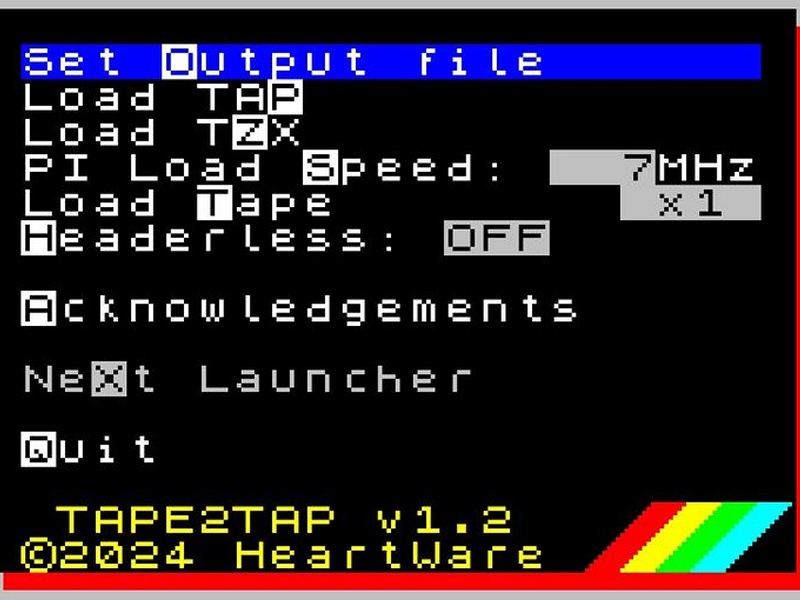 Set Output file
Load TAP
Load TZX
PI Load Speed: 7MHz
Load Tape x1
Headerless: OFF
Acknowledgements
NeXt Launcher
Quit
TAPE2TAP v1.2
©2024 HeartWare